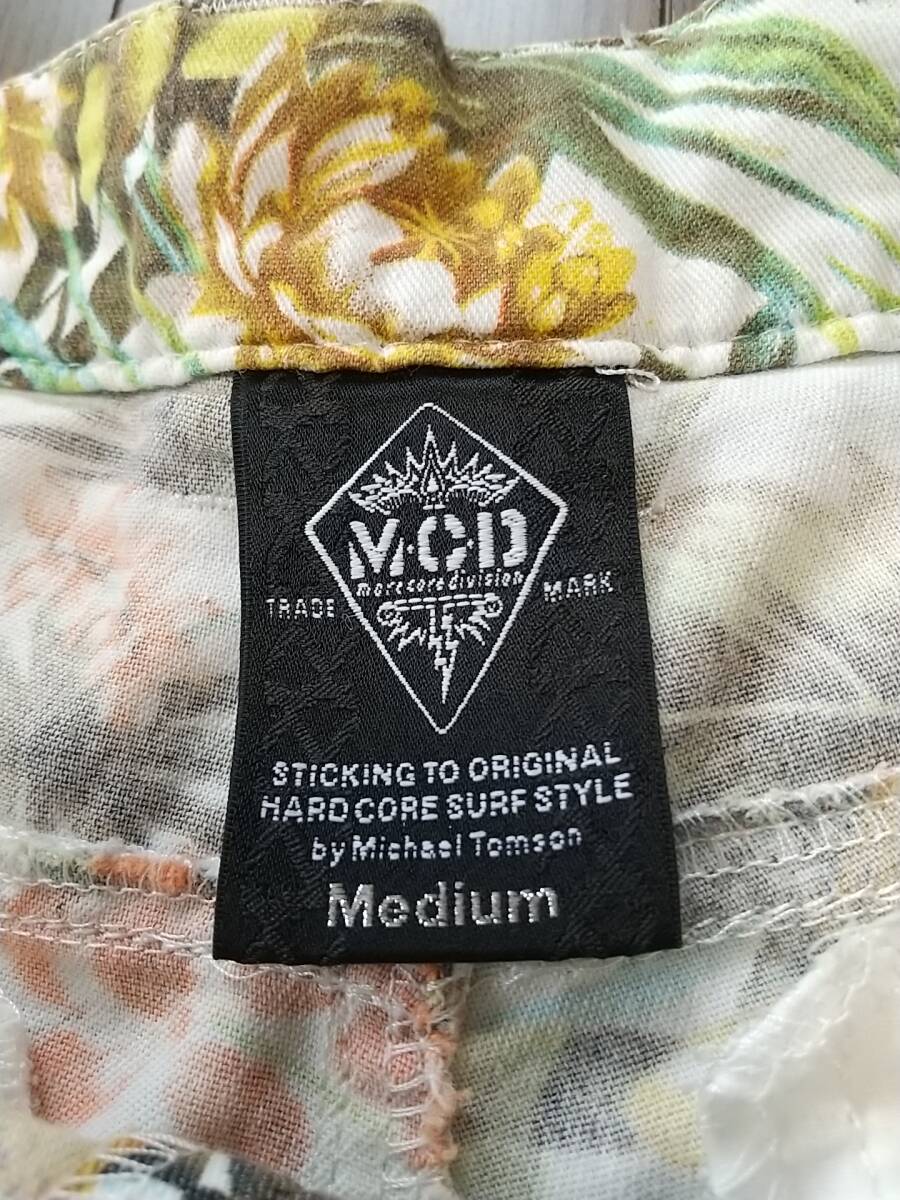 M·C·D
more core division
TRADE MARK
STICKING TO ORIGINAL
HARD CORE SURF STYLE
by Michael Tomson
Medium